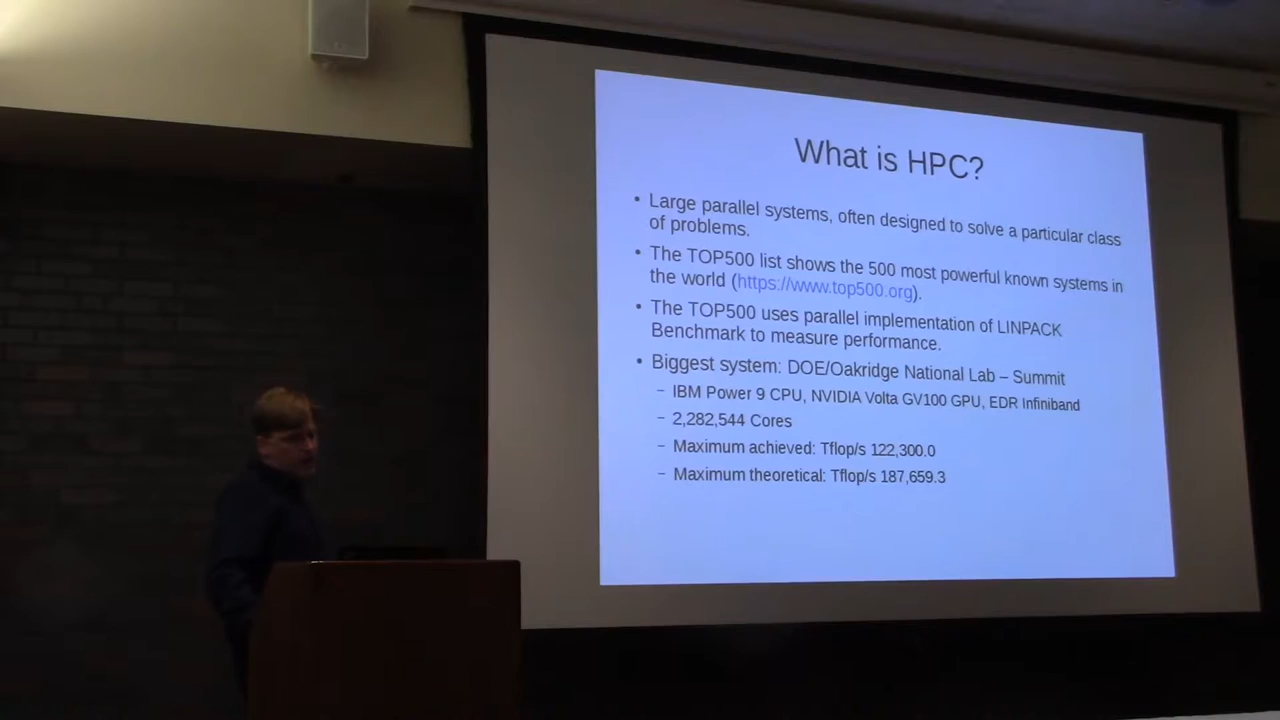 What is HPC?
• Large parallel systems, often designed to solve a particular class
of problems.
• The TOP500 list shows the 500 most powerful known systems in
the world (https://www.top500.org).
• The TOP500 uses parallel implementation of LINPACK
Benchmark to measure performance.
• Biggest system: DOE/Oakridge National Lab – Summit
– IBM Power 9 CPU, NVIDIA Volta GV100 GPU, EDR Infiniband
– 2,282,544 Cores
– Maximum achieved: Tflop/s 122,300.0
– Maximum theoretical: Tflop/s 187,659.3